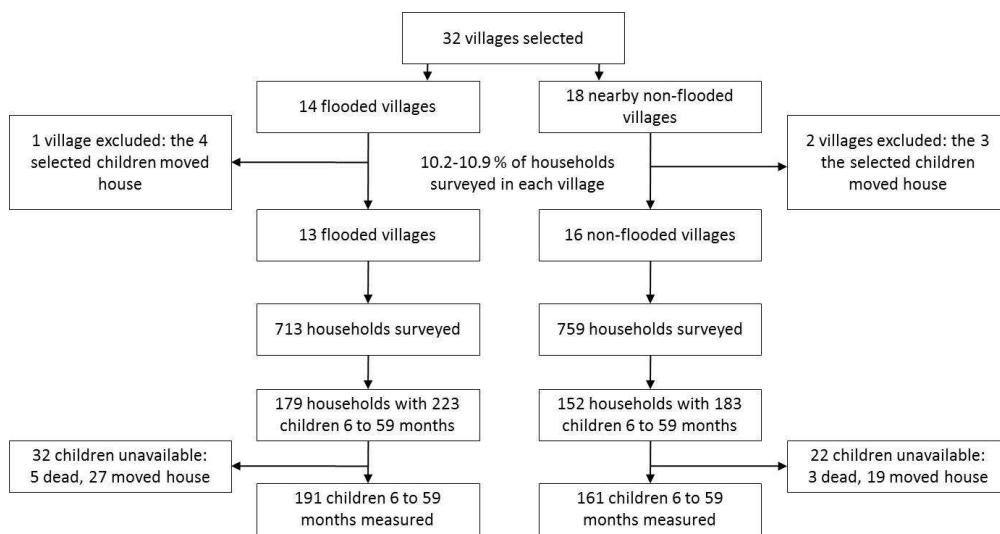 32 villages selected
14 flooded villages
18 nearby non-flooded
villages
1 village excluded: the 4
selected children moved
house
10.2-10.9 % of households
surveyed in each village
2 villages excluded: the 3
the selected children
moved house
13 flooded villages
16 non-flooded villages
713 households surveyed
759 households surveyed
179 households with 223
children 6 to 59 months
152 households with 183
children 6 to 59 months
32 children unavailable:
5 dead, 27 moved house
22 children unavailable:
3 dead, 19 moved house
191 children 6 to 59
months measured
161 children 6 to 59
months measured